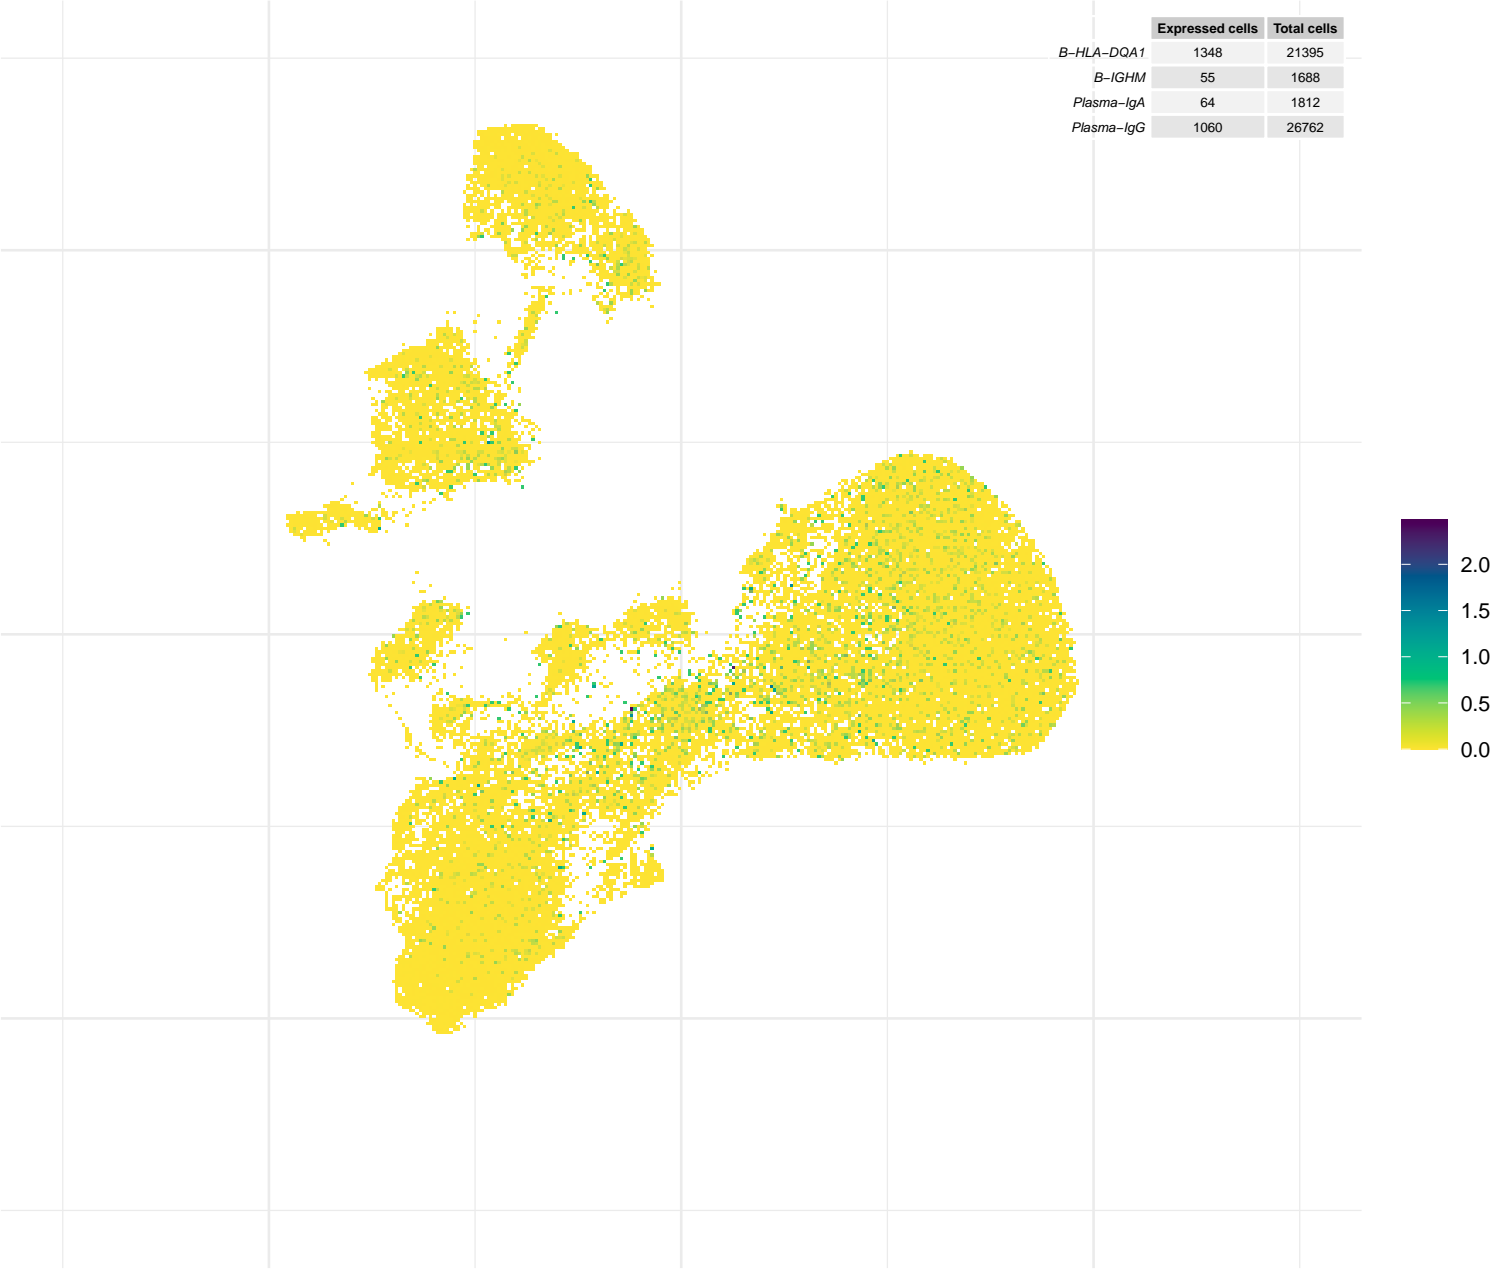 Expressed cells Total cells
B−HLA−DQA1 1348 21395
B−IGHM 55 1688
Plasma−IgA 64 1812
Plasma−IgG 1060 26762
2.0
1.5
1.0
0.5
0.0